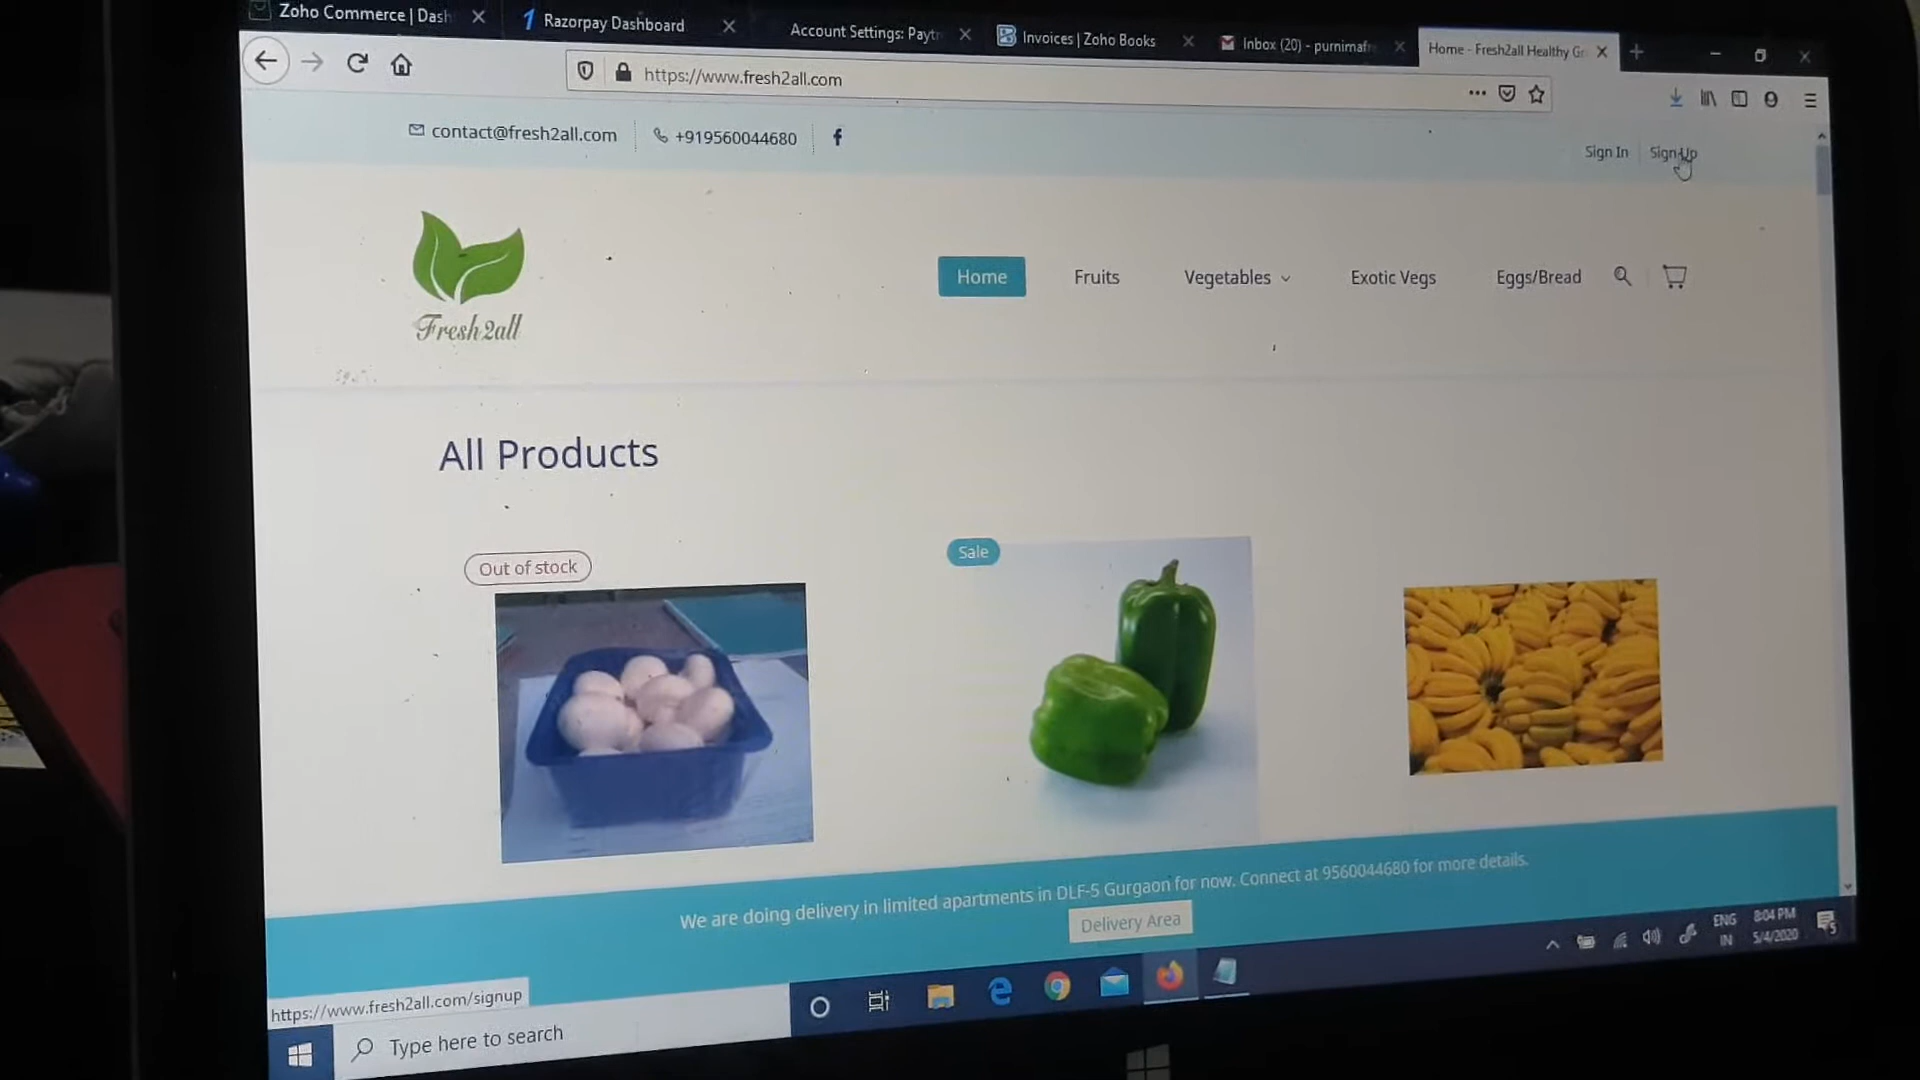 Zoho Commerce | Dash
Razorpay Dashboard
Account Settings: Paytm
Invoices | Zoho Books
Inbox (20) - purnimafr
Home - Fresh2all Healthy Gr
https://www.fresh2all.com
contact@fresh2all.com
+919560044680
Sign In
Sign Up
Fresh2all
Home
Fruits
Vegetables
Exotic Vegs
Eggs/Bread
All Products
Out of stock
Sale
We are doing delivery in limited apartments in DLF-5 Gurgaon for now. Connect at 9560044680 for more details.
Delivery Area
https://www.fresh2all.com/signup
Type here to search
ENG
IN
8:04 PM
5/4/2020
5